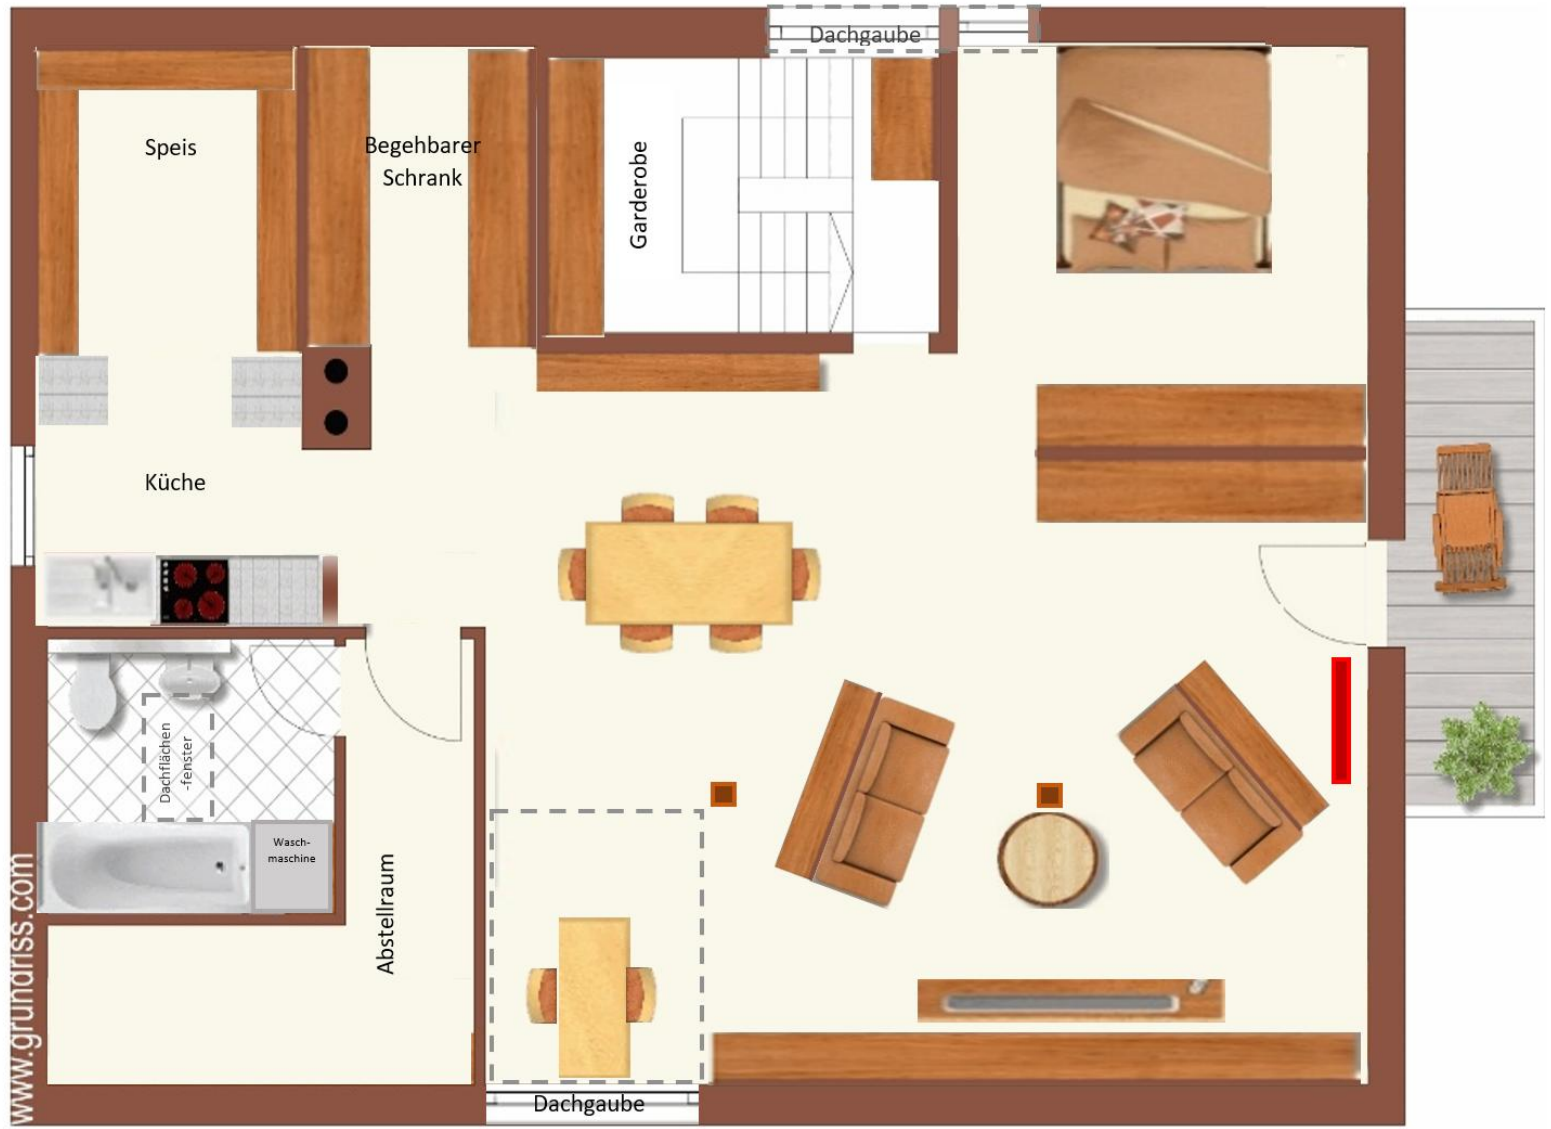 Dachgaube
Speis
Begehbarer
Schrank
Garderobe
Küche
Dachflächen
-fenster
Wasch-
maschine
Abstellraum
www.grundriss.com
Dachgaube